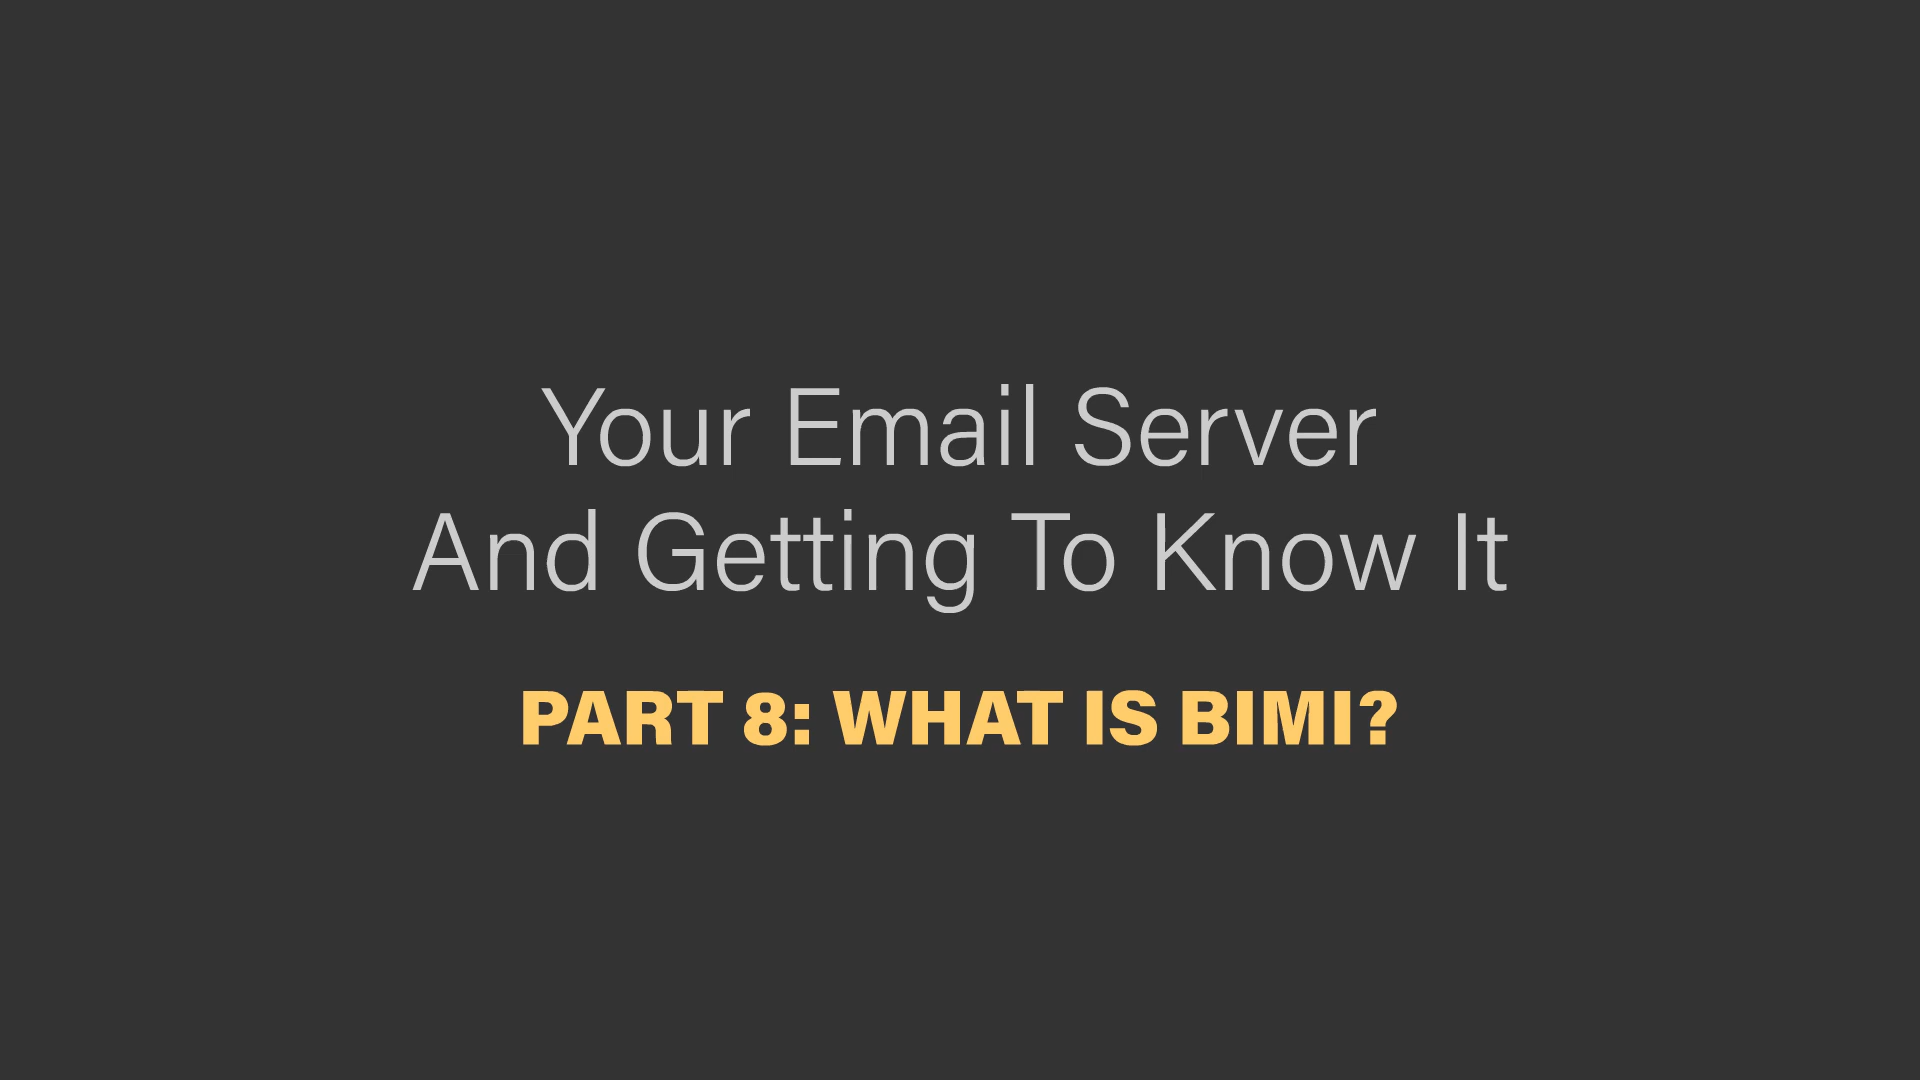 Your Email Server
And Getting To Know It
PART 8: WHAT IS BIMI?